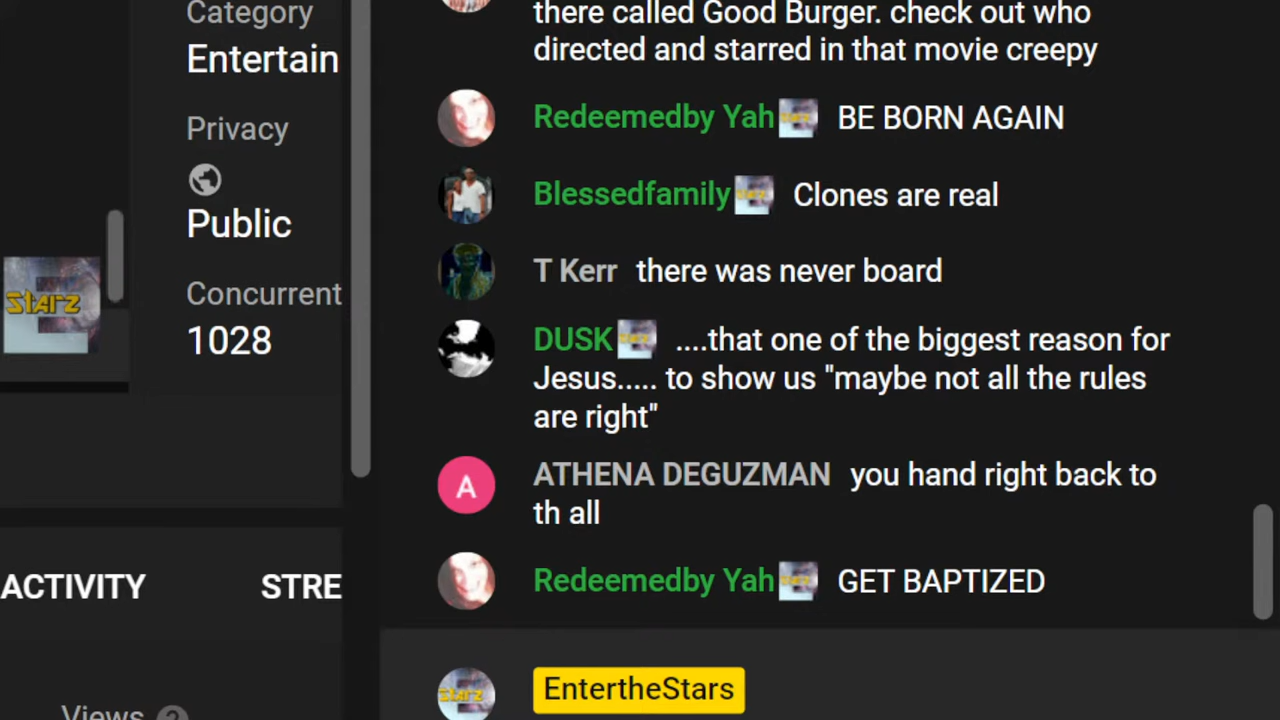 Category
Entertain
Privacy
Public
Concurrent
1028
Starz
ACTIVITY STRE
Views ?
there called Good Burger. check out who
directed and starred in that movie creepy
Redeemedby Yah BE BORN AGAIN
Blessedfamily Clones are real
T Kerr there was never board
DUSK ....that one of the biggest reason for
Jesus..... to show us "maybe not all the rules
are right"
A ATHENA DEGUZMAN you hand right back to
th all
Redeemedby Yah GET BAPTIZED
Starz EntertheStars